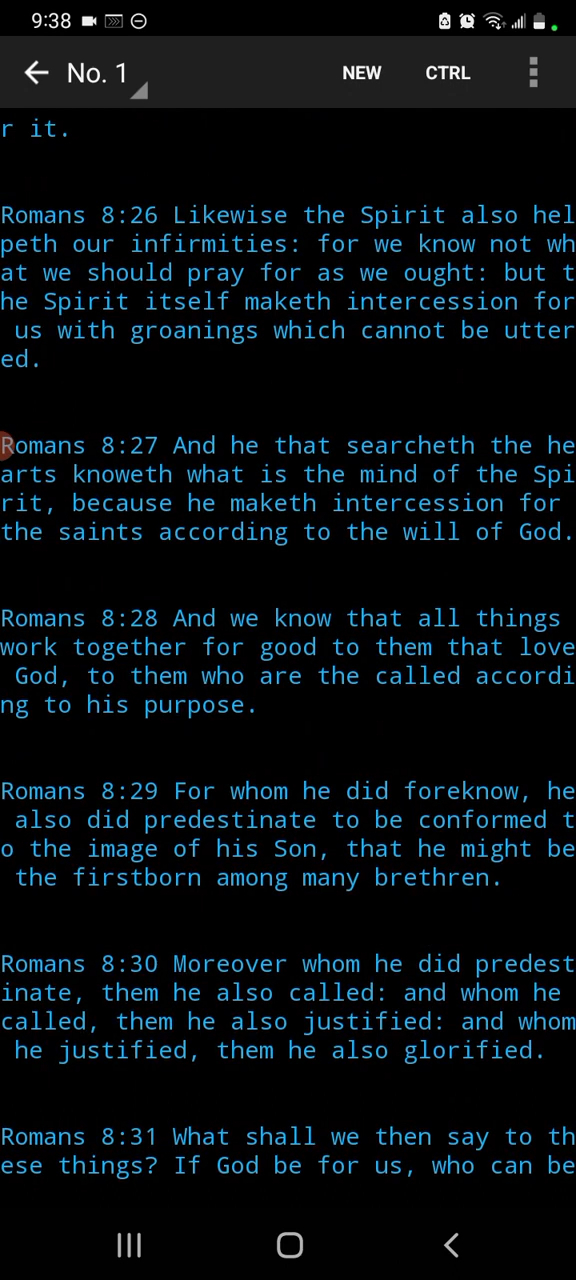 9:38
No. 1 NEW CTRL
r it.
Romans 8:26 Likewise the Spirit also hel
peth our infirmities: for we know not wh
at we should pray for as we ought: but t
he Spirit itself maketh intercession for
 us with groanings which cannot be utter
ed.
Romans 8:27 And he that searcheth the he
arts knoweth what is the mind of the Spi
rit, because he maketh intercession for
the saints according to the will of God.
Romans 8:28 And we know that all things
work together for good to them that love
 God, to them who are the called accordi
ng to his purpose.
Romans 8:29 For whom he did foreknow, he
 also did predestinate to be conformed t
o the image of his Son, that he might be
 the firstborn among many brethren.
Romans 8:30 Moreover whom he did predest
inate, them he also called: and whom he
called, them he also justified: and whom
 he justified, them he also glorified.
Romans 8:31 What shall we then say to th
ese things? If God be for us, who can be